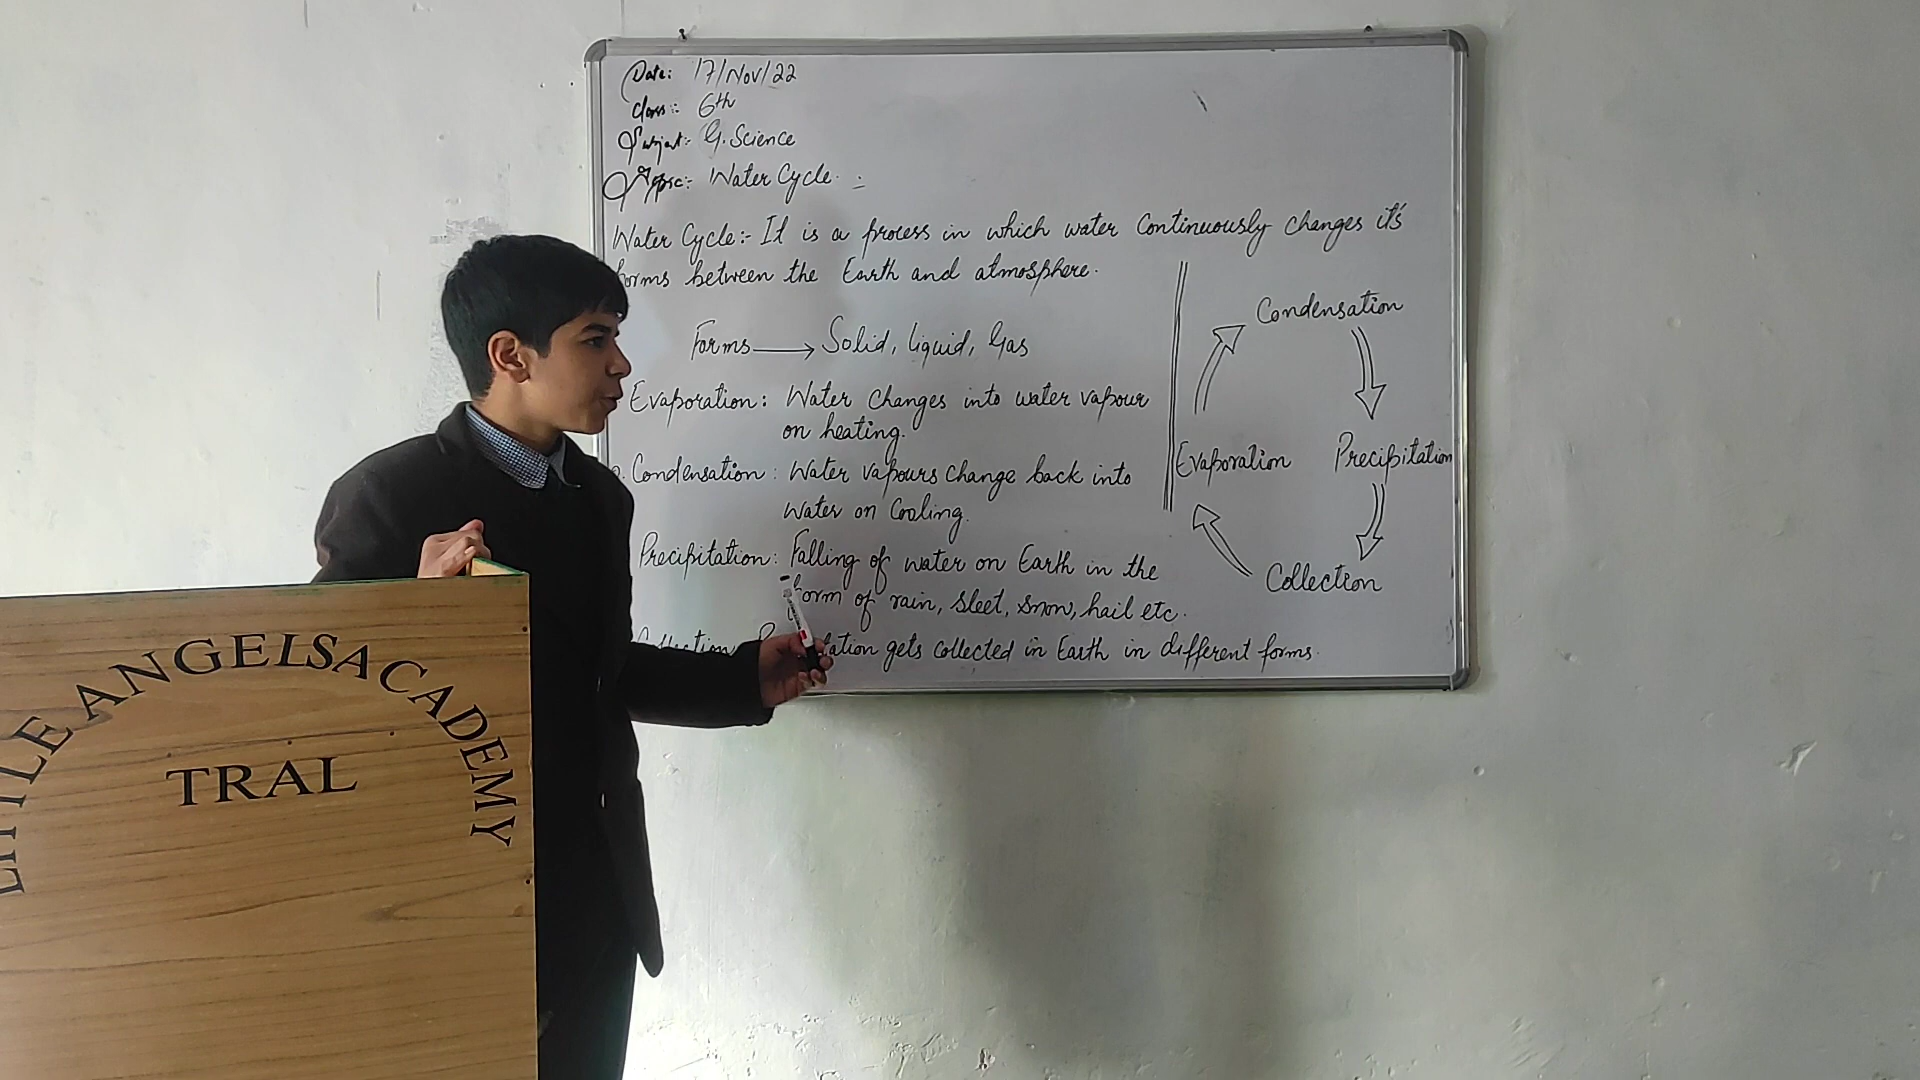 Date: 17/Nov/22
Class:- 6th
Subject:- G.Science
Topic:- Water Cycle :
Water Cycle:- It is a process in which water Continuously changes it's
forms between the Earth and atmosphere.
Forms → Solid, liquid, Gas
Evaporation: Water changes into water vapour
on heating.
Condensation: Water vapours change back into
water on Cooling.
Precipitation: Falling of water on Earth in the
form of rain, sleet, snow, hail etc.
gets collected in Earth in different forms.
Condensation
Evaporation Precipitation
Collection
LITTLE ANGELS ACADEMY
TRAL